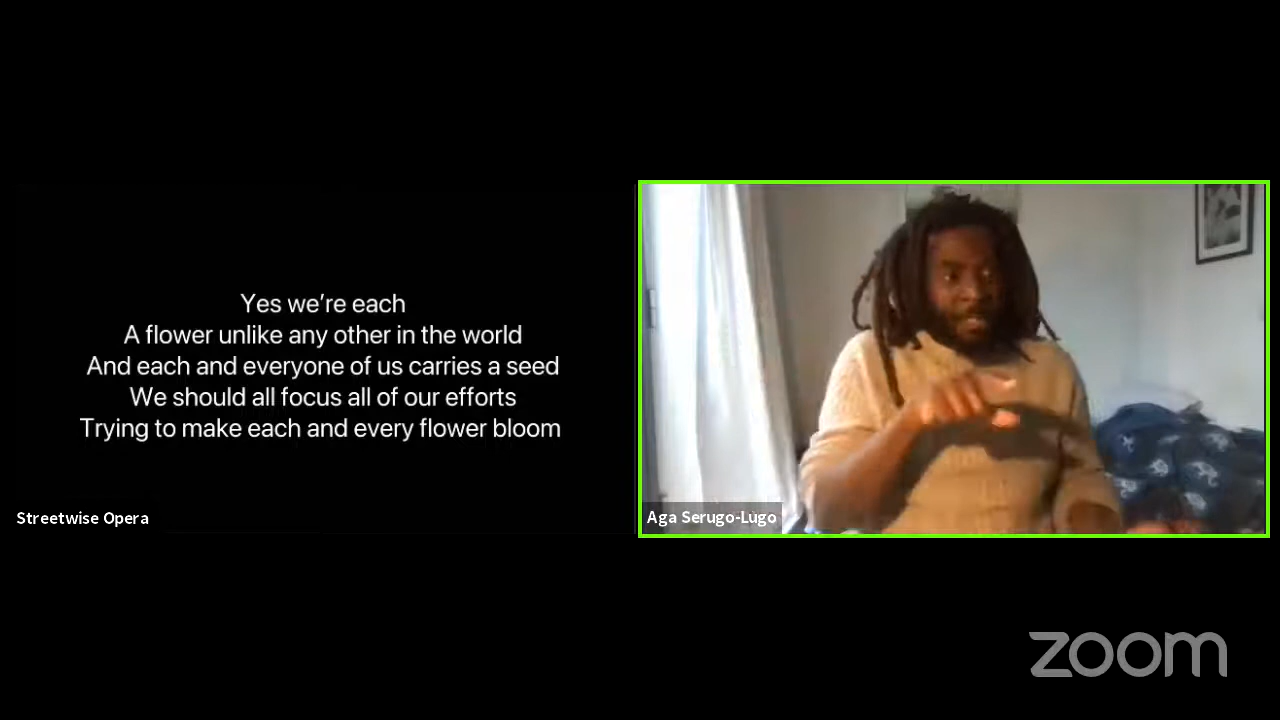 Yes we’re each
A flower unlike any other in the world
And each and everyone of us carries a seed
We should all focus all of our efforts
Trying to make each and every flower bloom
Streetwise Opera
Aga Serugo-Lugo
zoom